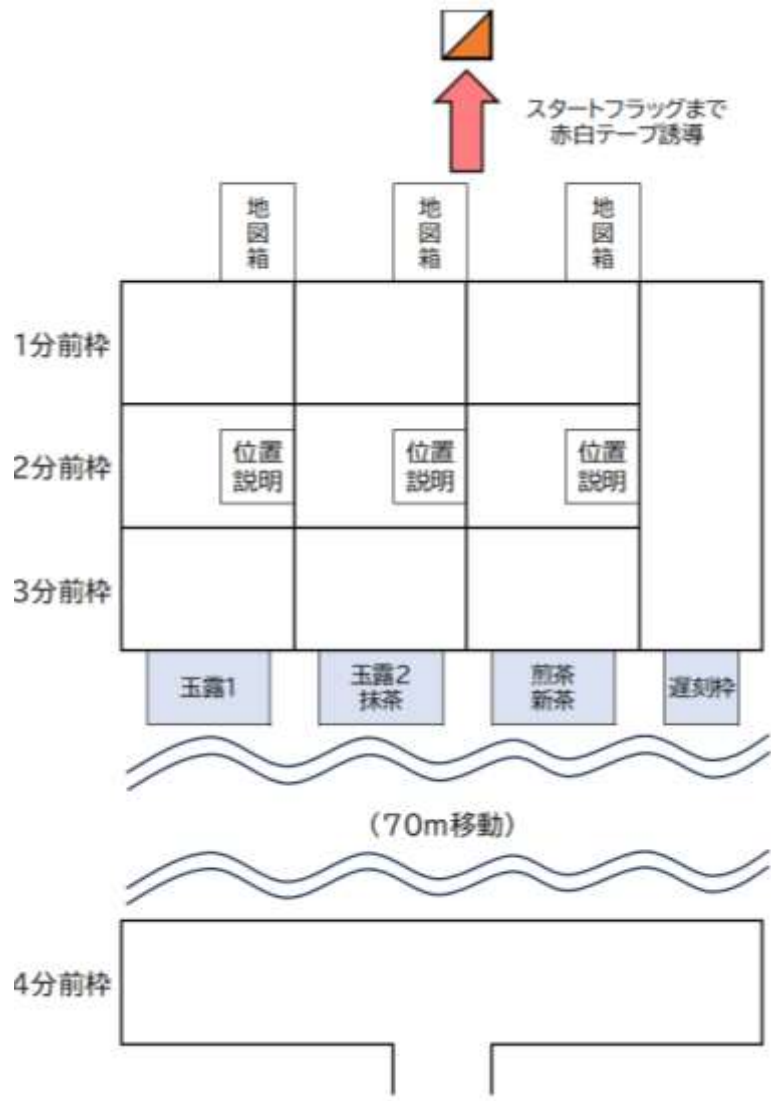 スタートフラッグまで
赤白テープ誘導
地図箱
地図箱
地図箱
1分前枠
2分前枠
位置
説明
位置
説明
位置
説明
3分前枠
玉露1
玉露2
抹茶
煎茶
新茶
遅刻枠
(70m移動)
4分前枠